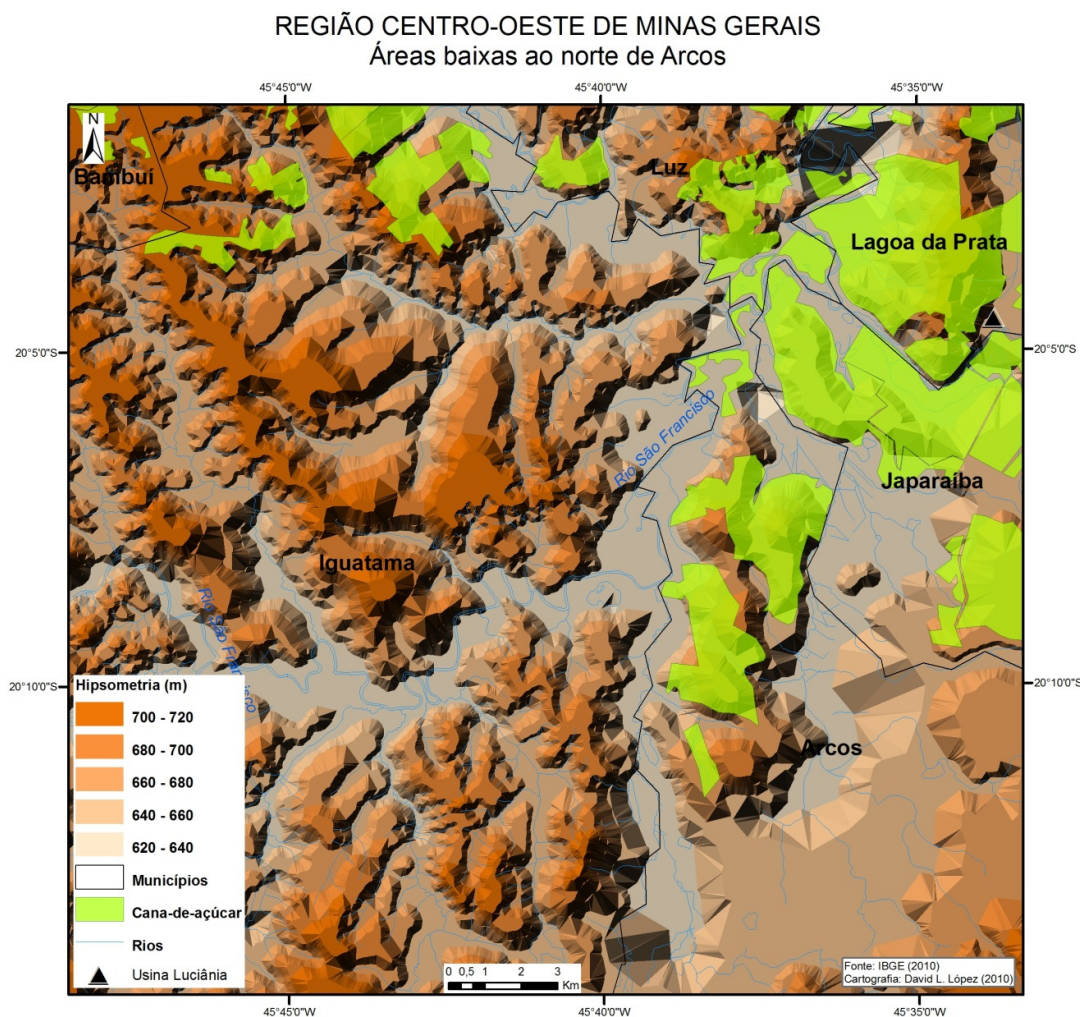 REGIÃO CENTRO-OESTE DE MINAS GERAIS
Áreas baixas ao norte de Arcos
45°45'0"W
45°40'0"W
45°35'0"W
N
Bambuí
Luz
Lagoa da Prata
20°5'0"S
20°5'0"S
Rio São Francisco
Japaraíba
Iguatama
Rio São Francisco
20°10'0"S
20°10'0"S
Arcos
Hipsometria (m)
700 - 720
680 - 700
660 - 680
640 - 660
620 - 640
Municípios
Cana-de-açúcar
Rios
Usina Luciânia
0 0,5 1 2 3
Km
Fonte: IBGE (2010)
Cartografia: David L. López (2010)
45°45'0"W
45°40'0"W
45°35'0"W